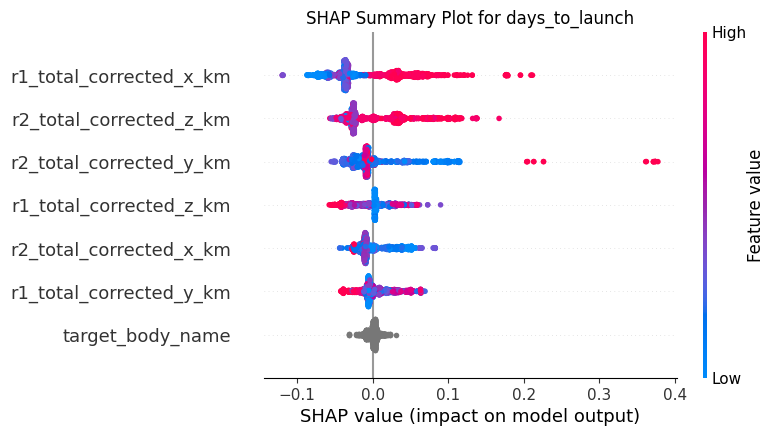 SHAP Summary Plot for days_to_launch
High
r1_total_corrected_x_km
r2_total_corrected_z_km
r2_total_corrected_y_km
r1_total_corrected_z_km
r2_total_corrected_x_km
r1_total_corrected_y_km
target_body_name
Feature value
Low
−0.1 0.0 0.1 0.2 0.3 0.4
SHAP value (impact on model output)